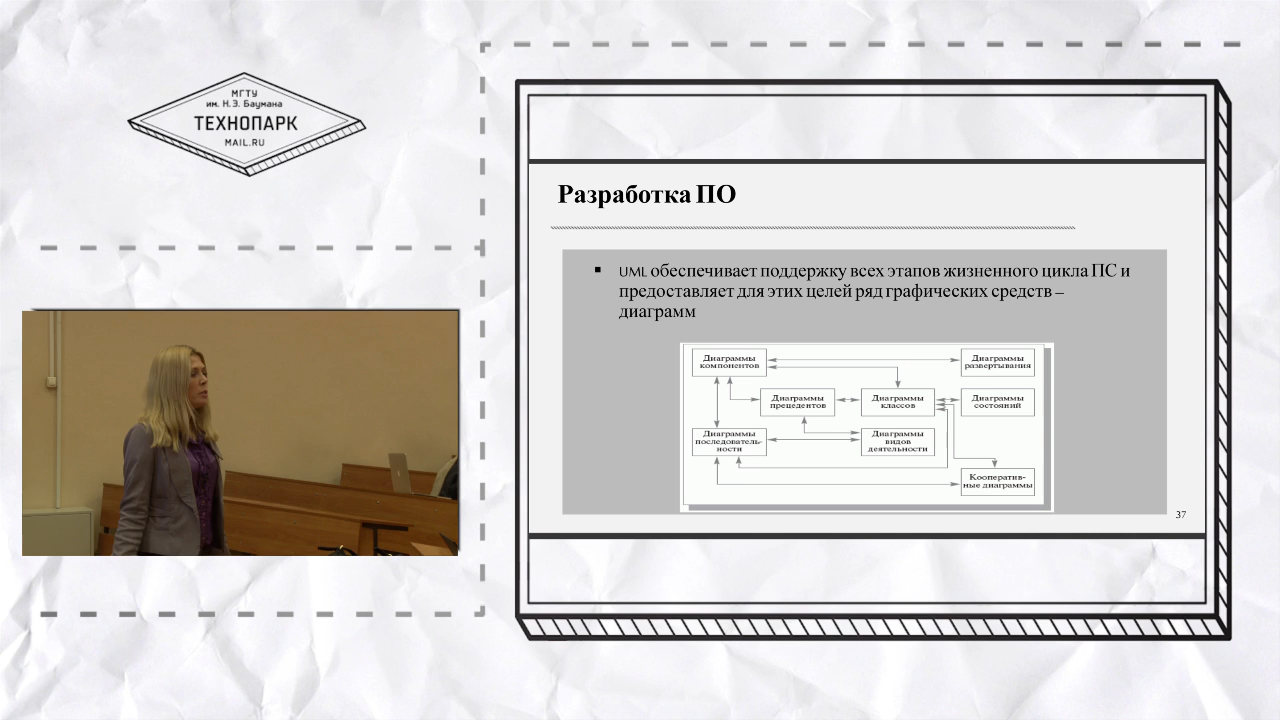 МГТУ
им. Н.Э. Баумана
ТЕХНОПАРК
MAIL.RU
Разработка ПО
▪ UML обеспечивает поддержку всех этапов жизненного цикла ПС и
предоставляет для этих целей ряд графических средств –
диаграмм
Диаграммы
компонентов
Диаграммы
развертывания
Диаграммы
прецедентов
Диаграммы
классов
Диаграммы
состояний
Диаграммы
последователь-
ности
Диаграммы
видов
деятельности
Кооператив-
ные диаграммы
37